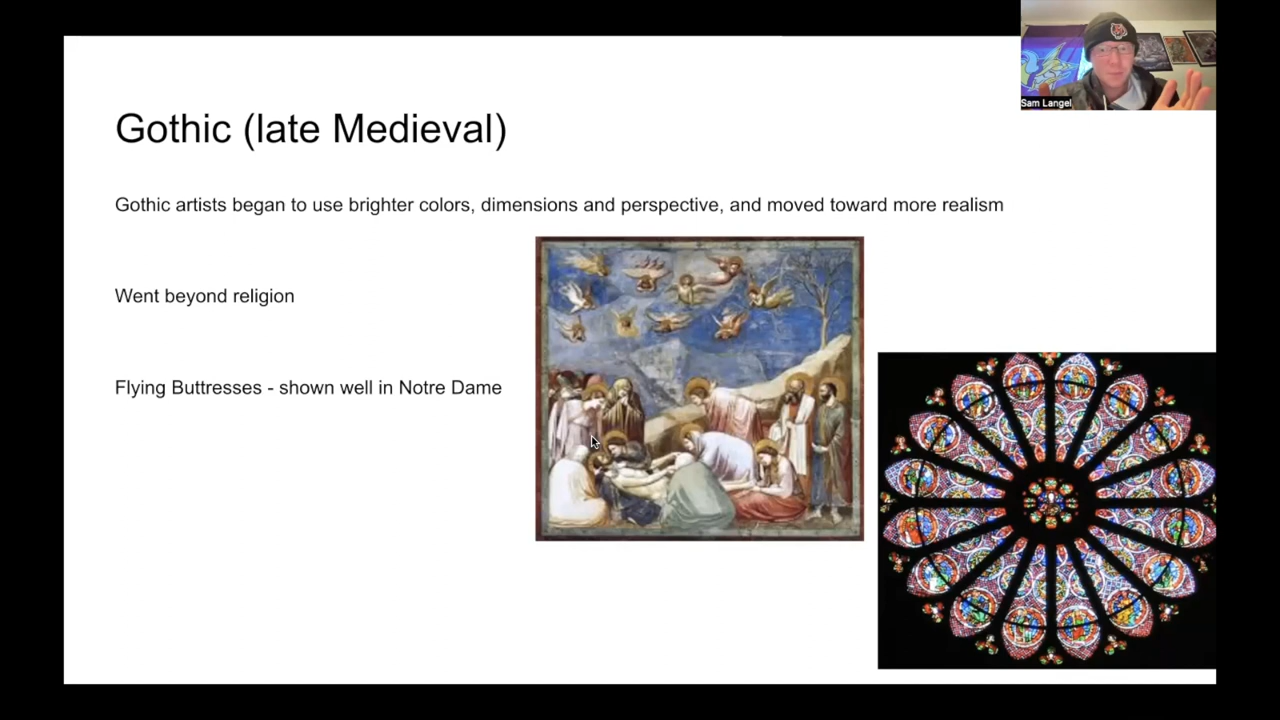 Sam Langel
Gothic (late Medieval)
Gothic artists began to use brighter colors, dimensions and perspective, and moved toward more realism
Went beyond religion
Flying Buttresses - shown well in Notre Dame